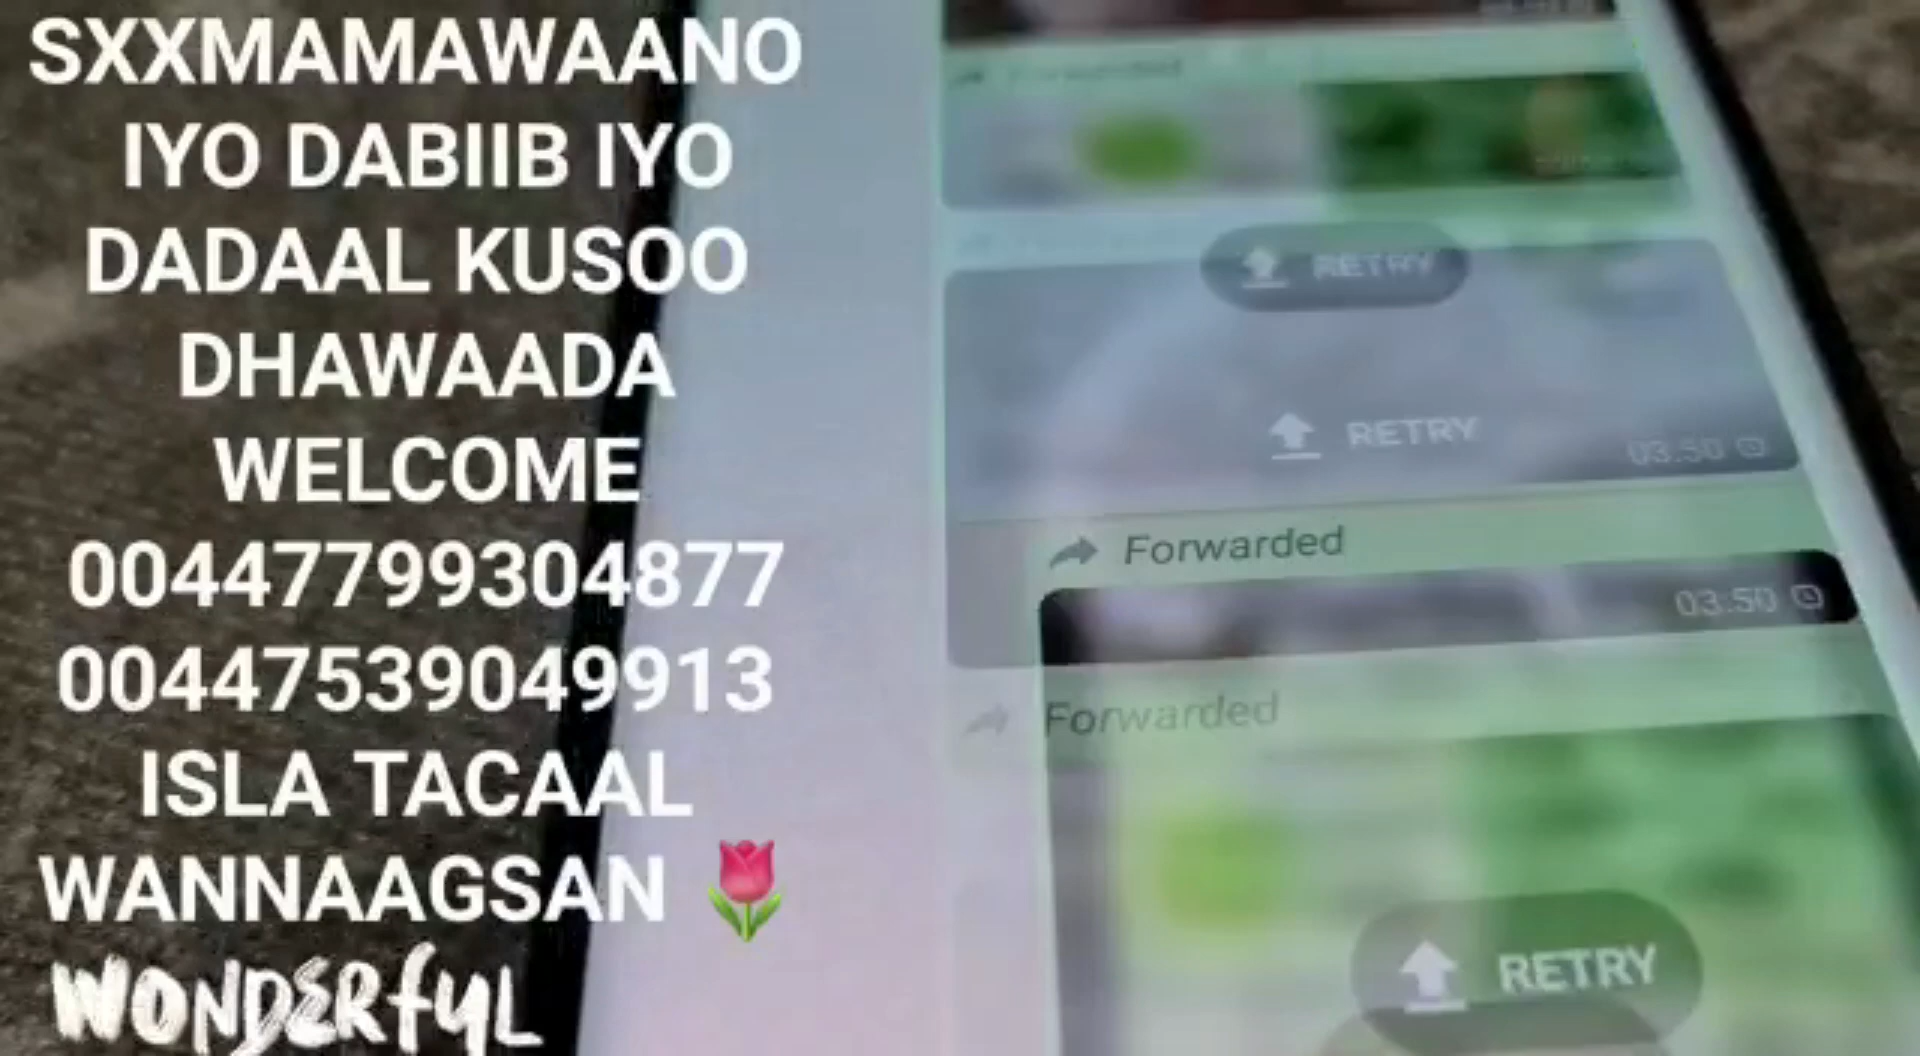 SXXMAMAWAANO
IYO DABIIB IYO
DADAAL KUSOO
DHAWAADA
WELCOME
00447799304877
00447539049913
ISLA TACAAL
WANNAAGSAN 🌷
WONDERFUL
Forwarded
RETRY
RETRY
03:50
Forwarded
03:50
Forwarded
RETRY